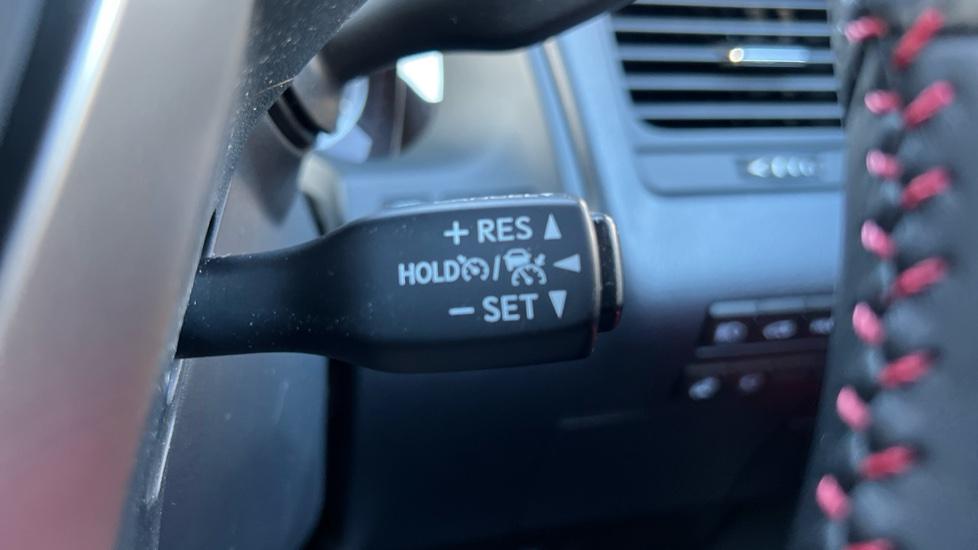 + RES
HOLD /
− SET